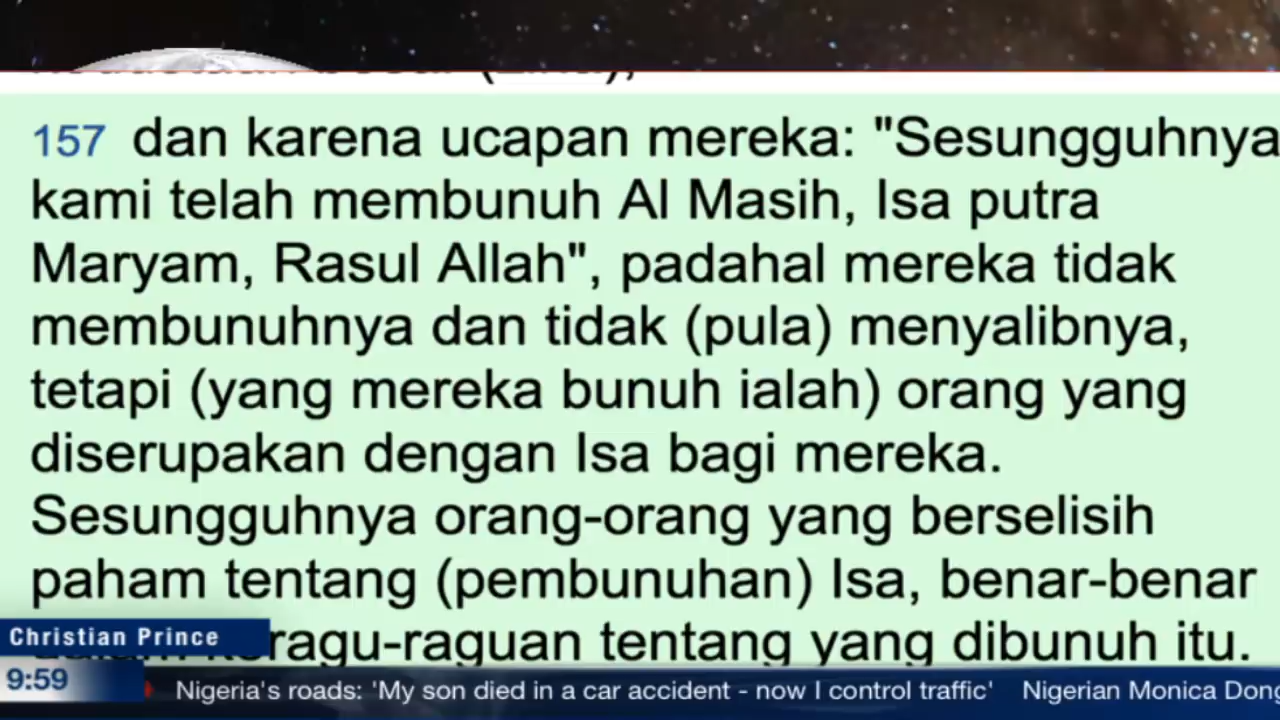 157 dan karena ucapan mereka: "Sesungguhnya
kami telah membunuh Al Masih, Isa putra
Maryam, Rasul Allah", padahal mereka tidak
membunuhnya dan tidak (pula) menyalibnya,
tetapi (yang mereka bunuh ialah) orang yang
diserupakan dengan Isa bagi mereka.
Sesungguhnya orang-orang yang berselisih
paham tentang (pembunuhan) Isa, benar-benar
tentang yang dibunuh itu.
Christian Prince
9:59
Nigeria's roads: 'My son died in a car accident - now I control traffic' Nigerian Monica